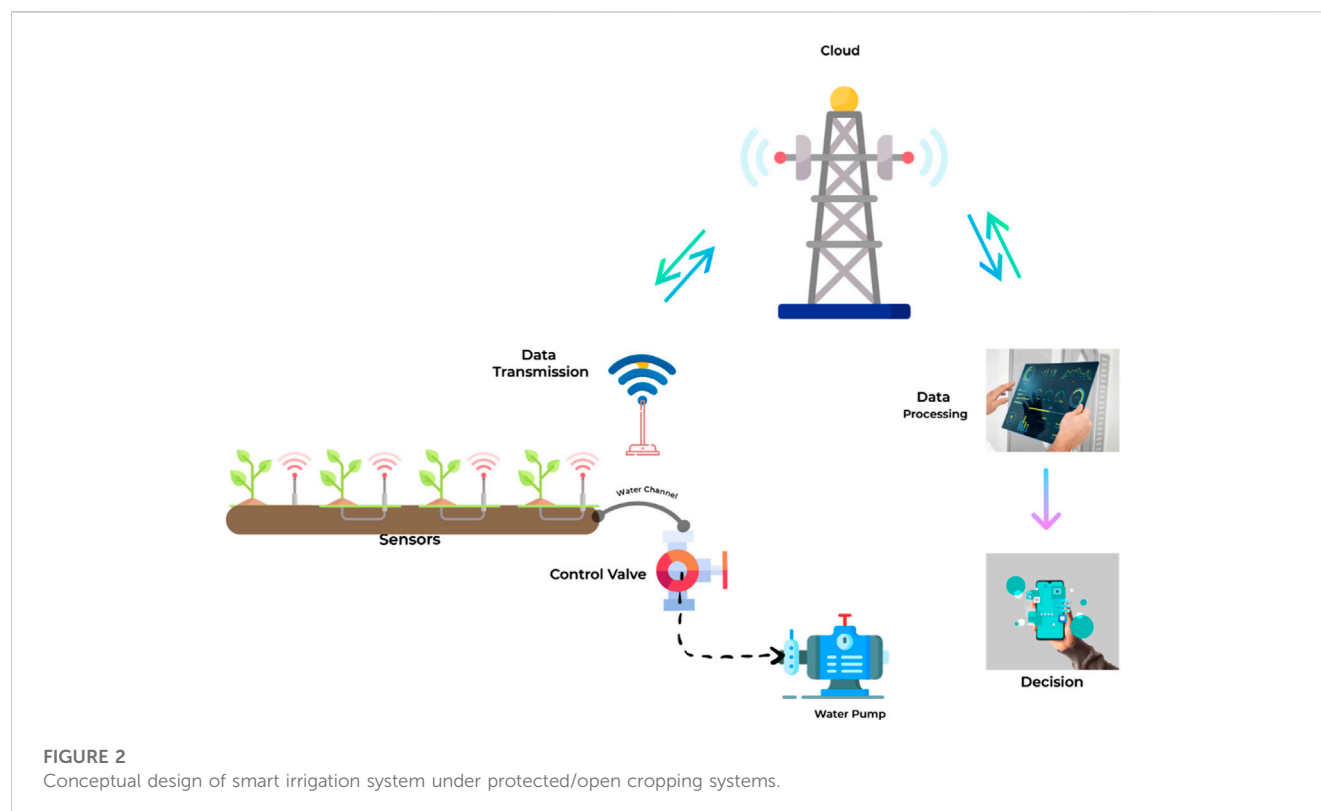 Cloud
Data
Transmission
Data
Processing
Water Channel
Sensors
Control Valve
Decision
Water Pump
FIGURE 2
Conceptual design of smart irrigation system under protected/open cropping systems.